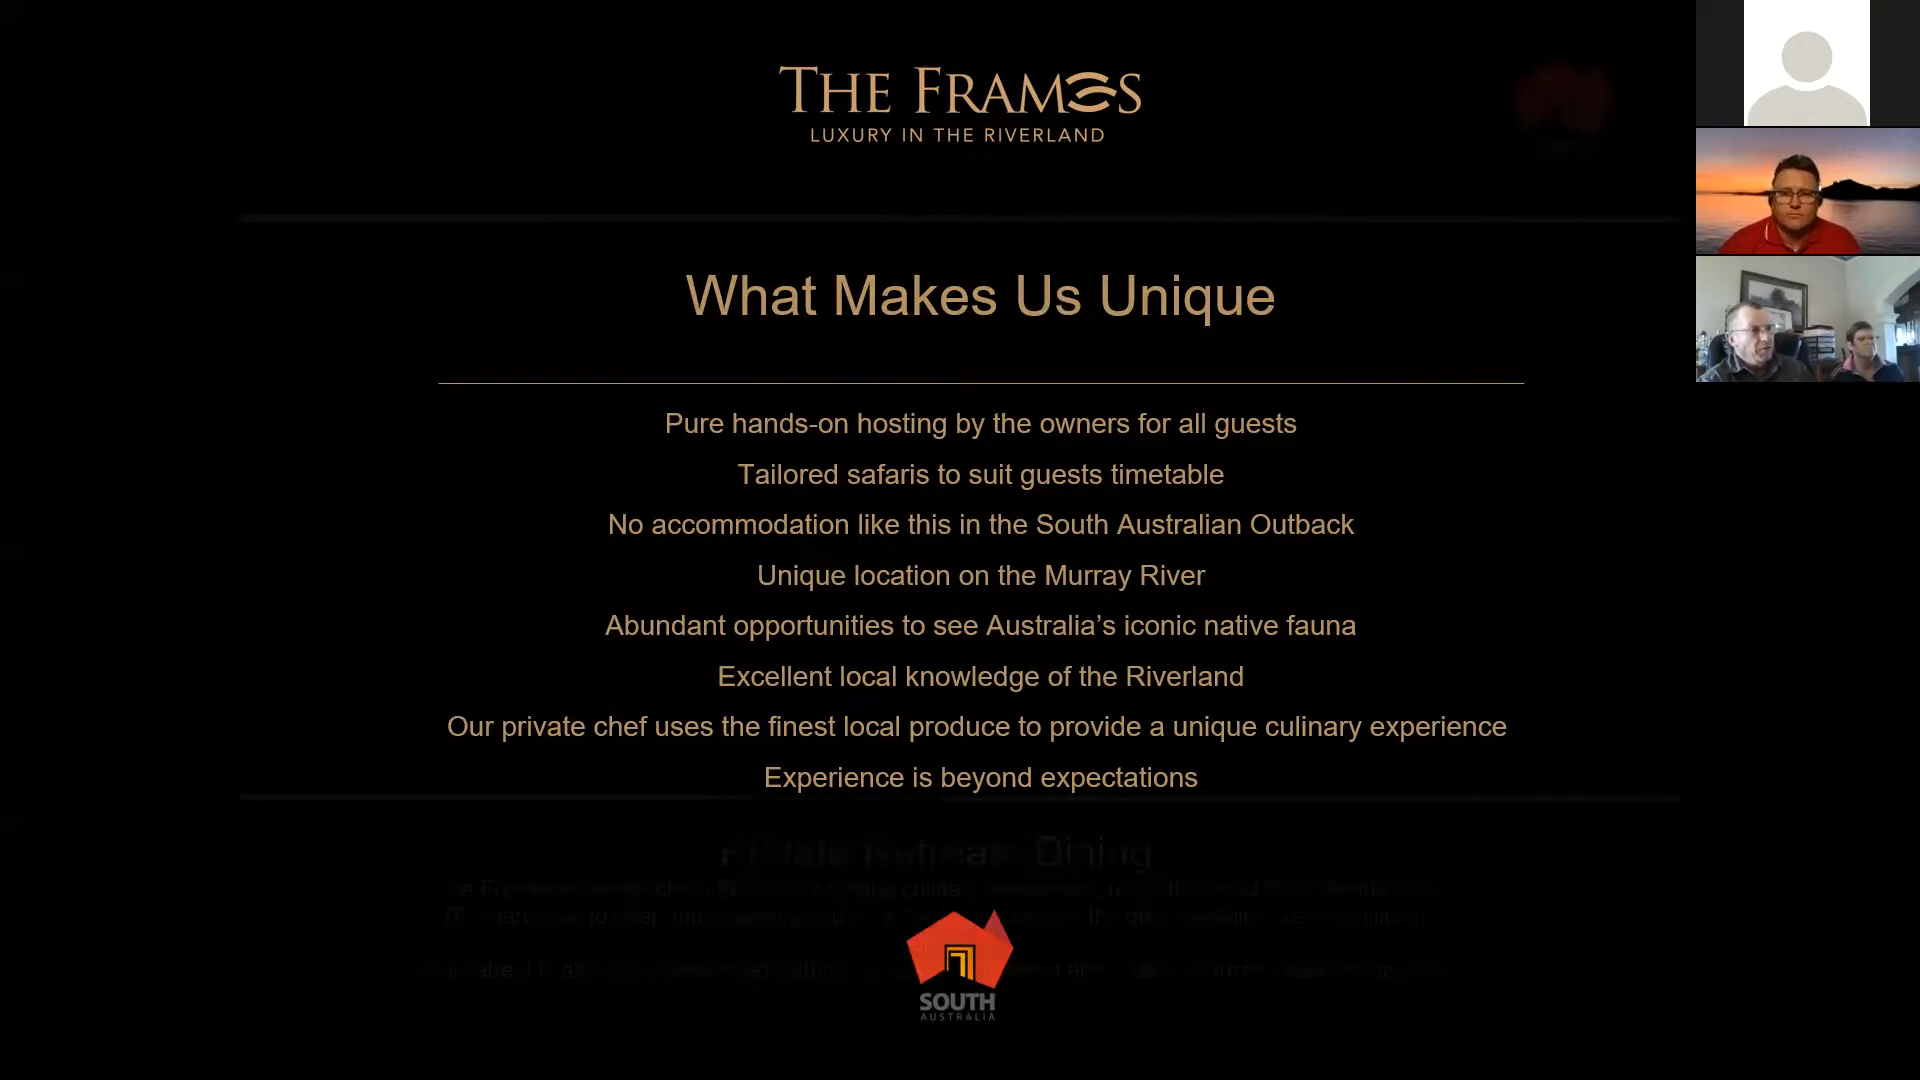 THE FRAMES
LUXURY IN THE RIVERLAND
What Makes Us Unique
Pure hands-on hosting by the owners for all guests
Tailored safaris to suit guests timetable
No accommodation like this in the South Australian Outback
Unique location on the Murray River
Abundant opportunities to see Australia’s iconic native fauna
Excellent local knowledge of the Riverland
Our private chef uses the finest local produce to provide a unique culinary experience
Experience is beyond expectations
Dining
SOUTH
AUSTRALIA